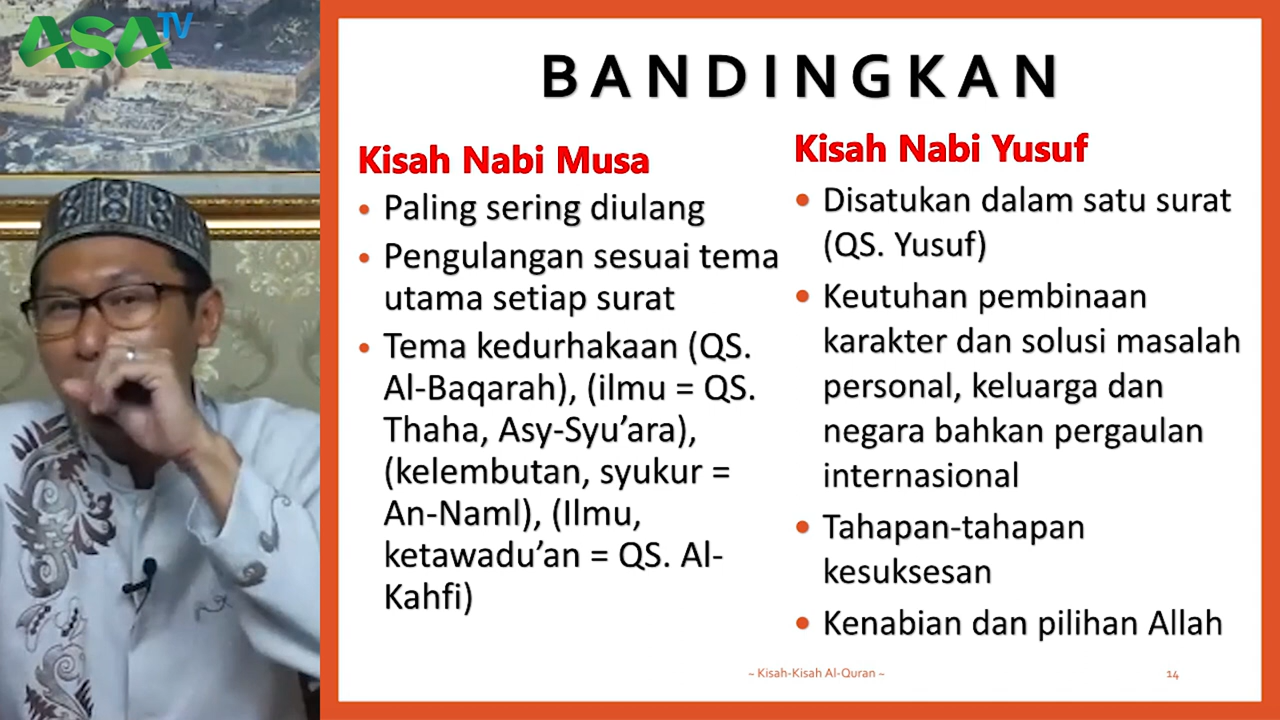 ASA TV
BANDINGKAN
Kisah Nabi Musa
• Paling sering diulang
• Pengulangan sesuai tema
utama setiap surat
• Tema kedurhakaan (QS.
Al-Baqarah), (ilmu = QS.
Thaha, Asy-Syu’ara),
(kelembutan, syukur =
An-Naml), (Ilmu,
ketawadu’an = QS. Al-
Kahfi)
Kisah Nabi Yusuf
• Disatukan dalam satu surat
(QS. Yusuf)
• Keutuhan pembinaan
karakter dan solusi masalah
personal, keluarga dan
negara bahkan pergaulan
internasional
• Tahapan-tahapan
kesuksesan
• Kenabian dan pilihan Allah
~ Kisah-Kisah Al-Quran ~
14